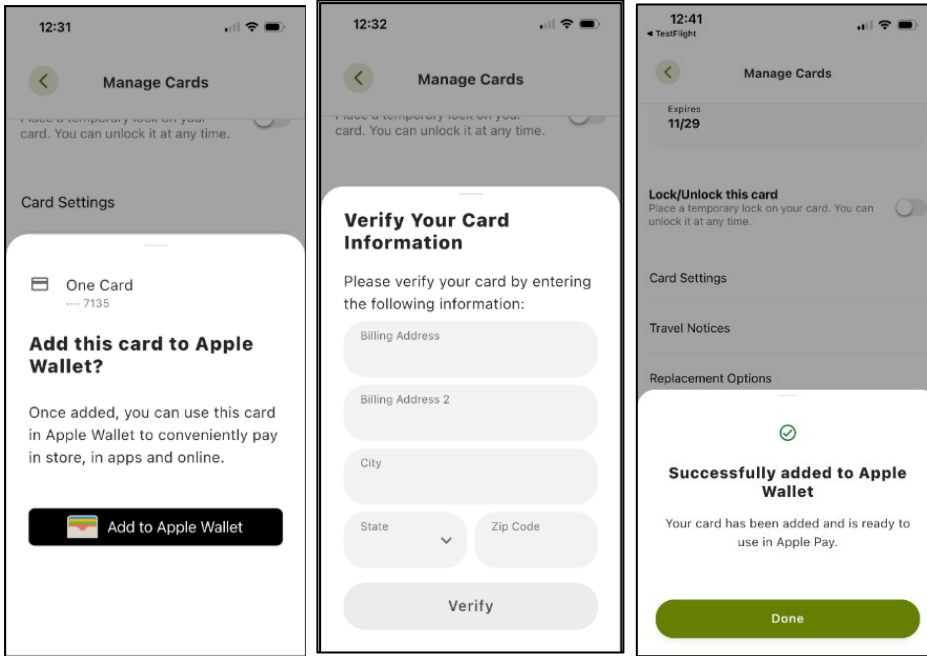 12:31
Manage Cards
Place a temporary lock on your
card. You can unlock it at any time.
Card Settings
One Card
···· 7135
Add this card to Apple
Wallet?
Once added, you can use this card
in Apple Wallet to conveniently pay
in store, in apps and online.
Add to Apple Wallet
12:32
Manage Cards
Place a temporary lock on your
card. You can unlock it at any time.
Verify Your Card
Information
Please verify your card by entering
the following information:
Billing Address
Billing Address 2
City
State
Zip Code
Verify
12:41
◀ TestFlight
Manage Cards
Expires
11/29
Lock/Unlock this card
Place a temporary lock on your card. You can
unlock it at any time.
Card Settings
Travel Notices
Replacement Options
Successfully added to Apple
Wallet
Your card has been added and is ready to
use in Apple Pay.
Done